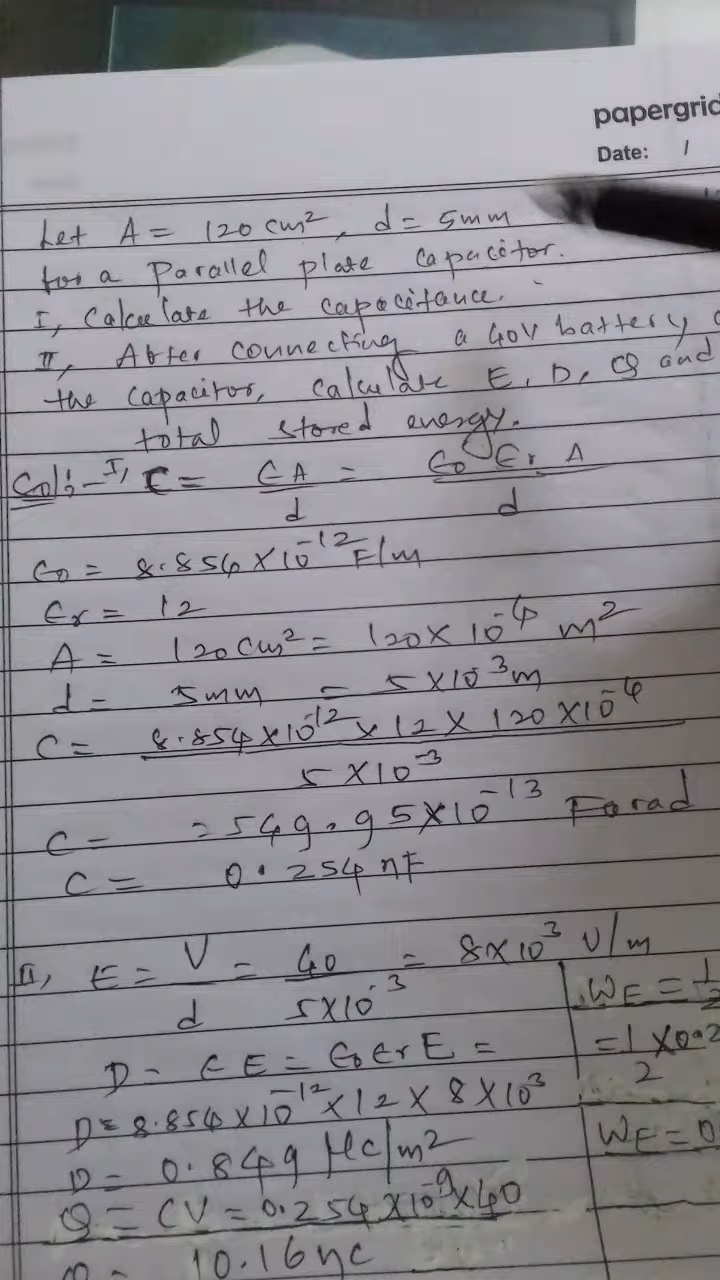 papergrid
Date: /
Let A = 120 cm², d = 5mm
for a parallel plate capacitor.
I, Calculate the capacitance.
II, After connecting a 40V battery
the capacitor, calculate E, D, Q and
total stored energy.
Sol:- I, C = εA/d = ε₀ εr A/d
ε₀ = 8.854 × 10⁻¹² F/m
εr = 12
A = 120 cm² = 120 × 10⁻⁴ m²
d = 5mm = 5 × 10⁻³ m
C = 8.854 × 10⁻¹² × 12 × 120 × 10⁻⁴ / 5 × 10⁻³
C = = 549.95 × 10⁻¹³ Farad
C = 0.254 nF
II, E = V/d = 40/5×10⁻³ = 8×10³ V/m
D = εE = ε₀ εr E =
D = 8.854 × 10⁻¹² × 12 × 8 × 10³
D = 0.849 μc/m²
Q = CV = 0.254 × 10⁻⁹ × 40
Q = 10.16 nc
WE = 1/2
= 1/2 × 0.2
WE = 0